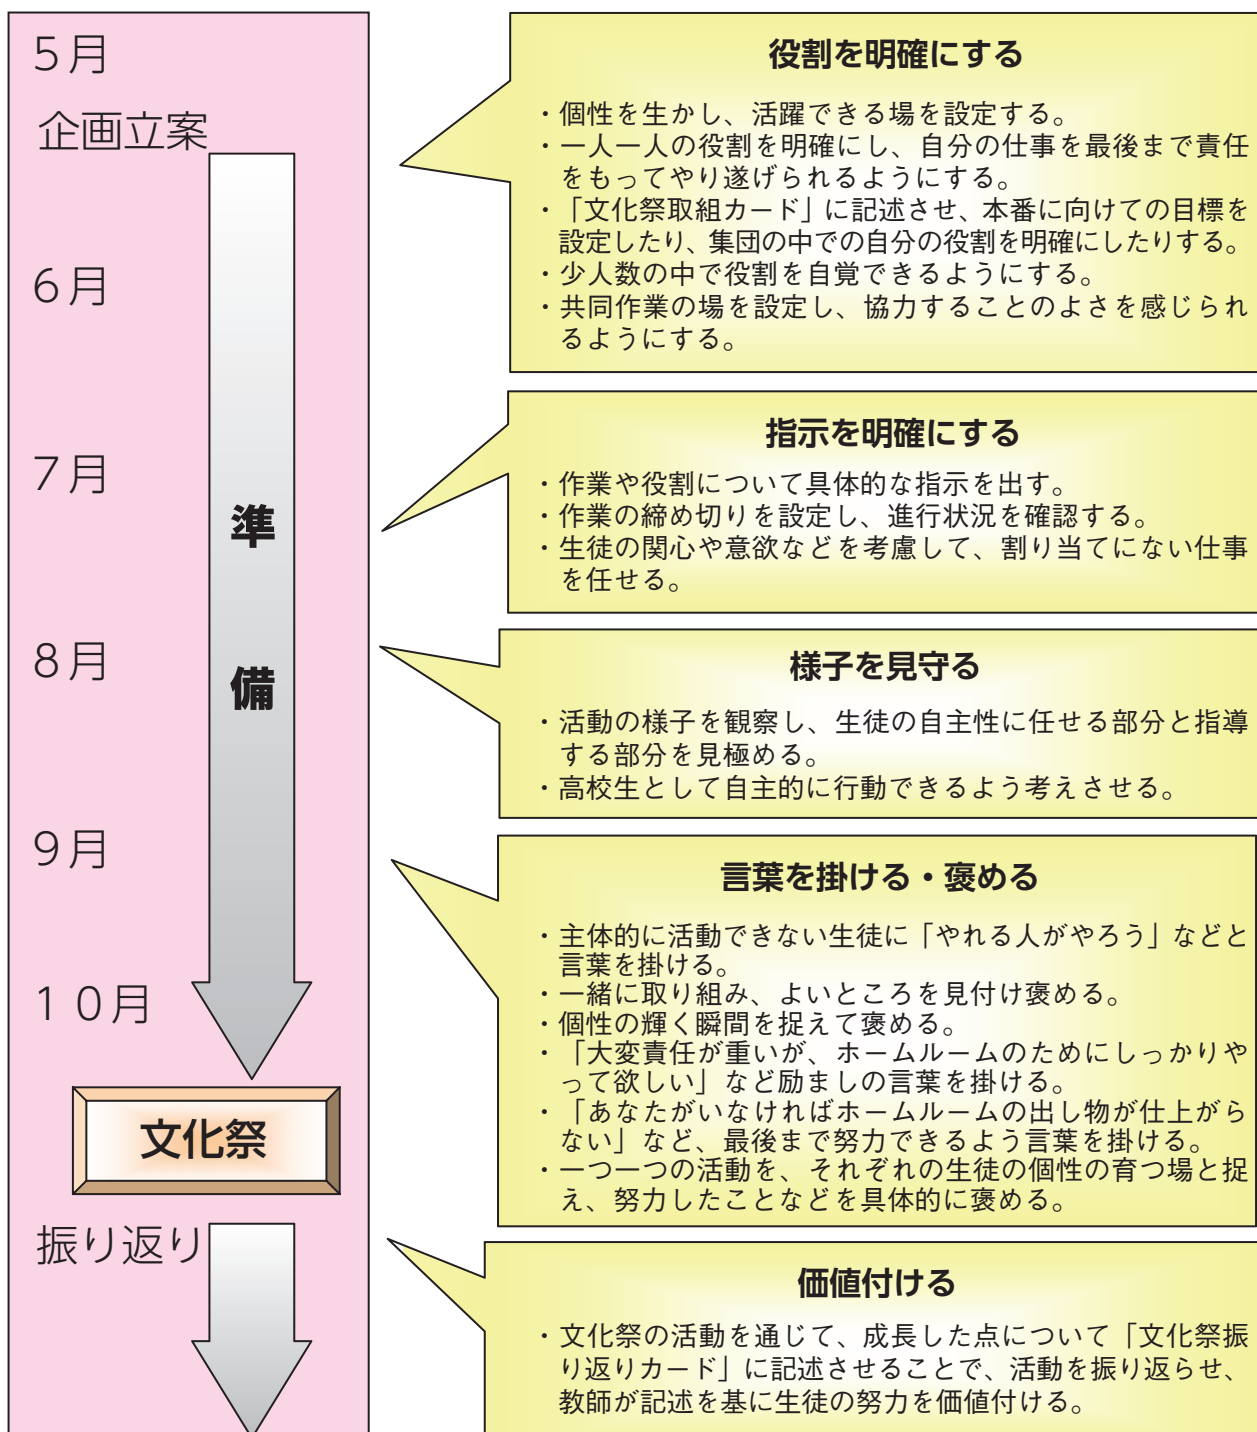 5月
企画立案
6月
7月
準
8月
備
9月
10月
文化祭
振り返り
役割を明確にする
・個性を生かし、活躍できる場を設定する。
・一人一人の役割を明確にし、自分の仕事を最後まで責任
をもってやり遂げられるようにする。
・「文化祭取組カード」に記述させ、本番に向けての目標を
設定したり、集団の中での自分の役割を明確にしたりする。
・少人数の中で役割を自覚できるようにする。
・共同作業の場を設定し、協力することのよさを感じられ
るようにする。
指示を明確にする
・作業や役割について具体的な指示を出す。
・作業の締め切りを設定し、進行状況を確認する。
・生徒の関心や意欲などを考慮して、割り当てにない仕事
を任せる。
様子を見守る
・活動の様子を観察し、生徒の自主性に任せる部分と指導
する部分を見極める。
・高校生として自主的に行動できるよう考えさせる。
言葉を掛ける・褒める
・主体的に活動できない生徒に「やれる人がやろう」などと
言葉を掛ける。
・一緒に取り組み、よいところを見付け褒める。
・個性の輝く瞬間を捉えて褒める。
・「大変責任が重いが、ホームルームのためにしっかりや
って欲しい」など励ましの言葉を掛ける。
・「あなたがいなければホームルームの出し物が仕上がら
ない」など、最後まで努力できるよう言葉を掛ける。
・一つ一つの活動を、それぞれの生徒の個性の育つ場と捉
え、努力したことなどを具体的に褒める。
価値付ける
・文化祭の活動を通じて、成長した点について「文化祭振
り返りカード」に記述させることで、活動を振り返らせ、
教師が記述を基に生徒の努力を価値付ける。